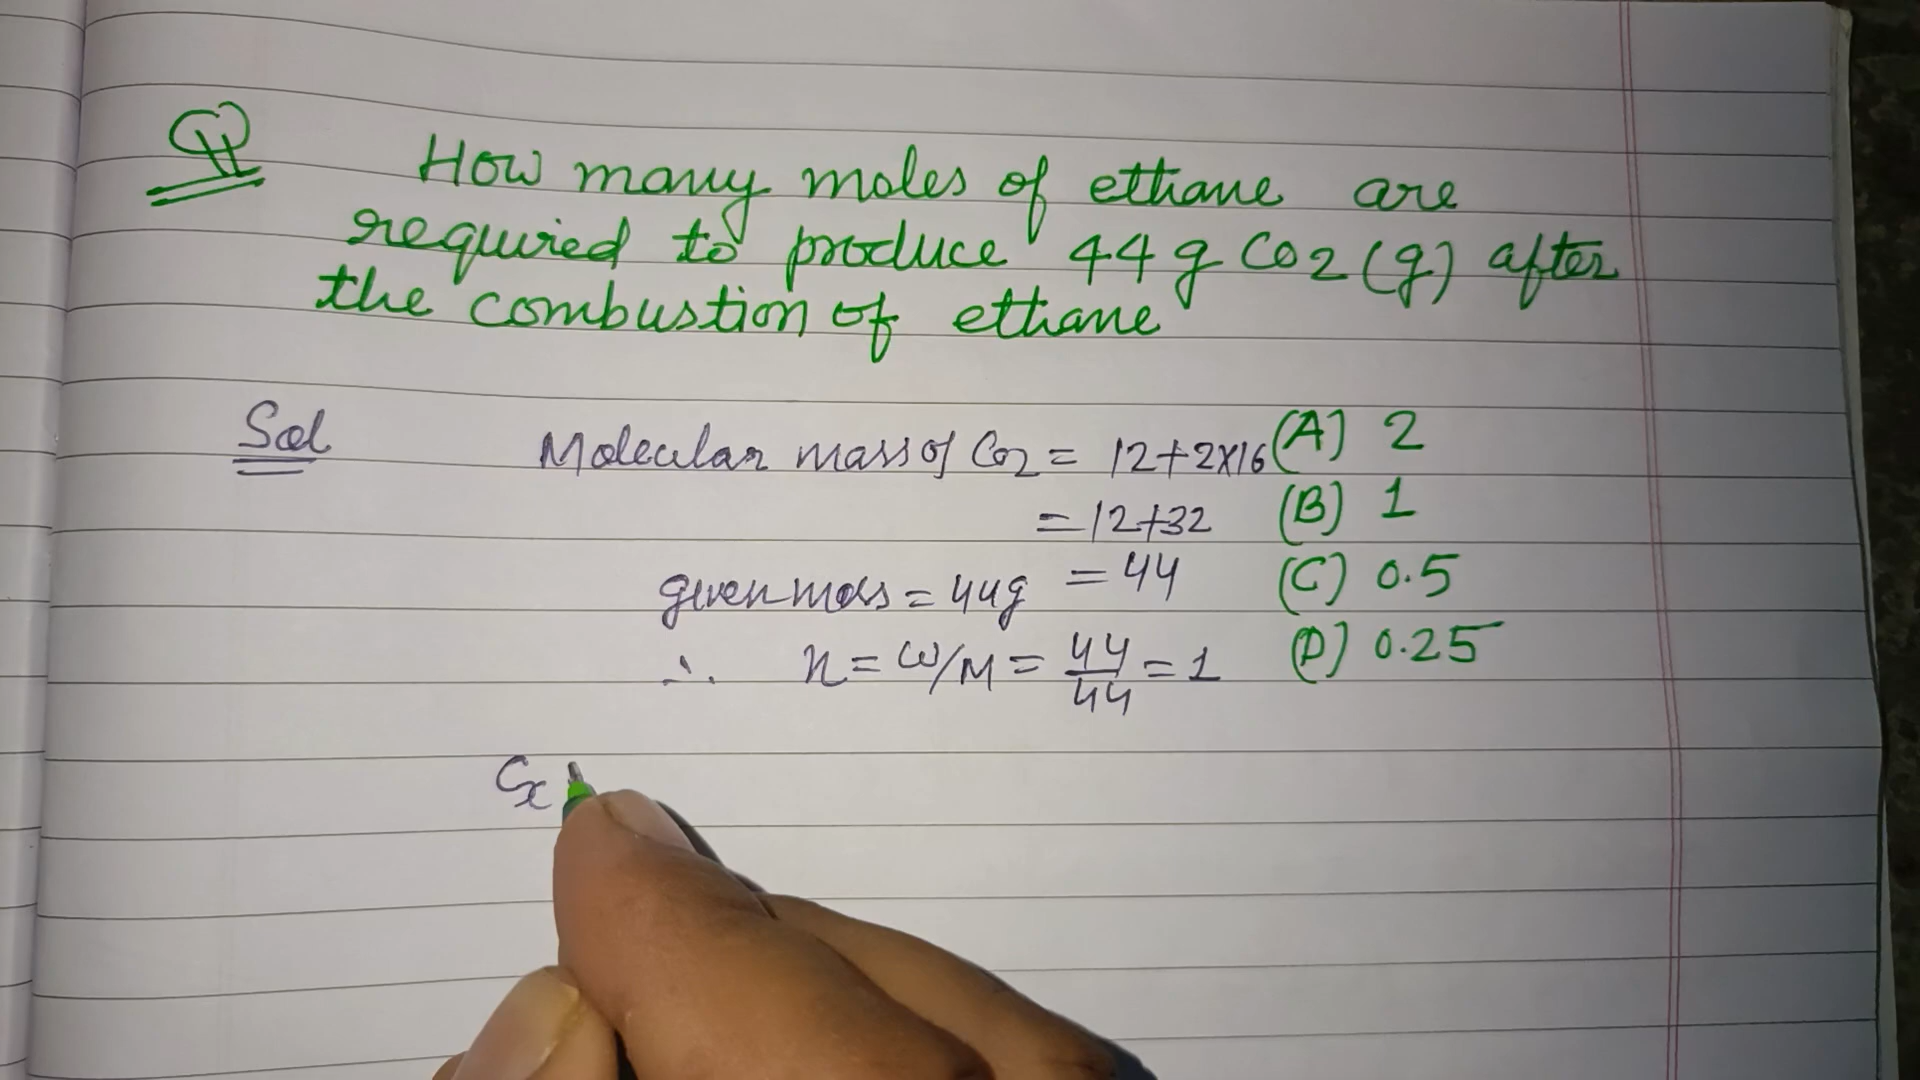 Q
How many moles of ethane are
required to produce 44g CO2(g) after
the combustion of ethane
Sol
Molecular mass of CO2 = 12+2×16
(A) 2
= 12+32
(B) 1
= 44
(C) 0.5
given mass = 44g
∴ n = w/M = 44/44 = 1
(D) 0.25
Cx